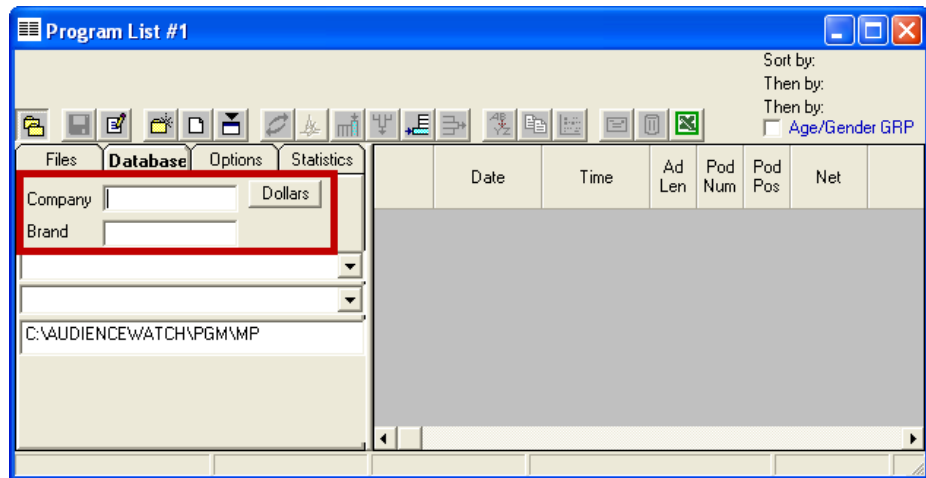 Program List #1
Sort by:
Then by:
Then by:
Age/Gender GRP
Files Database Options Statistics
Company Dollars
Brand
Date Time Ad Len Pod Num Pod Pos Net
C:\AUDIENCEWATCH\PGM\MP